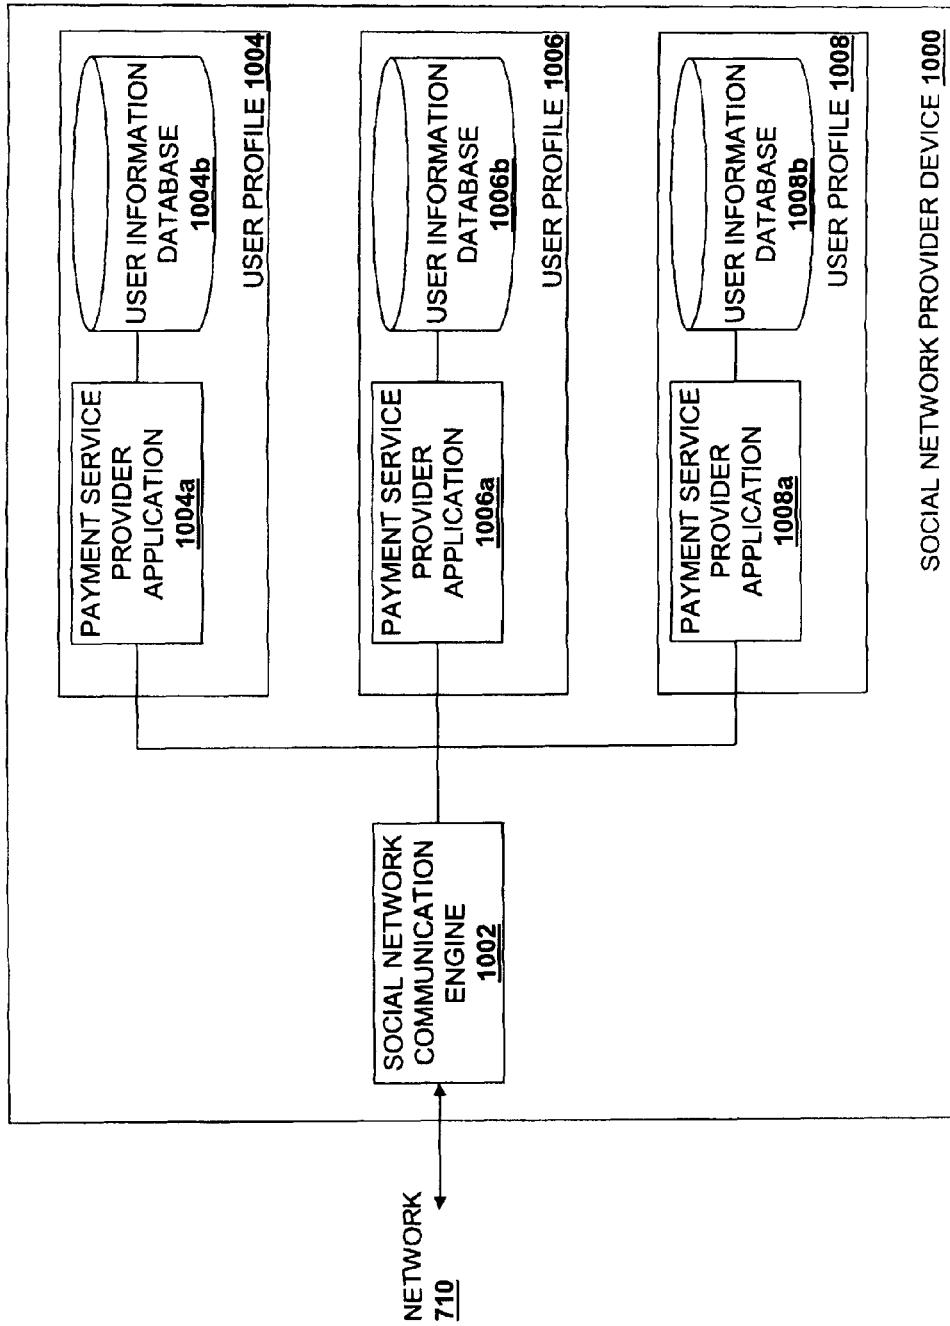 NETWORK
710
SOCIAL NETWORK
COMMUNICATION
ENGINE
1002
PAYMENT SERVICE
PROVIDER
APPLICATION
1004a
USER INFORMATION
DATABASE
1004b
USER PROFILE 1004
PAYMENT SERVICE
PROVIDER
APPLICATION
1006a
USER INFORMATION
DATABASE
1006b
USER PROFILE 1006
PAYMENT SERVICE
PROVIDER
APPLICATION
1008a
USER INFORMATION
DATABASE
1008b
USER PROFILE 1008
SOCIAL NETWORK PROVIDER DEVICE 1000